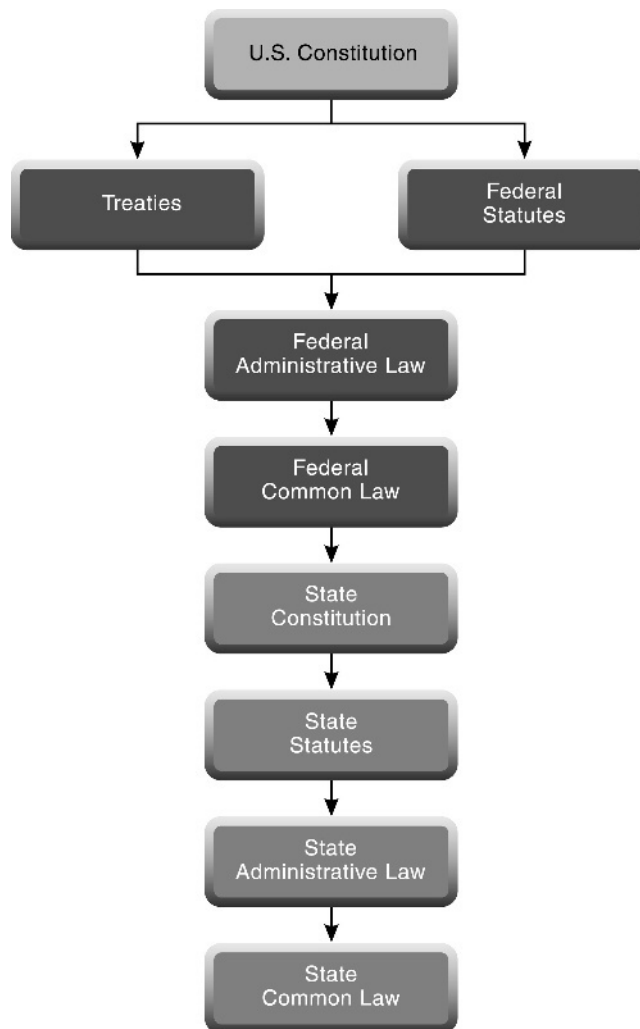 U.S. Constitution
Treaties
Federal
Statutes
Federal
Administrative Law
Federal
Common Law
State
Constitution
State
Statutes
State
Administrative Law
State
Common Law